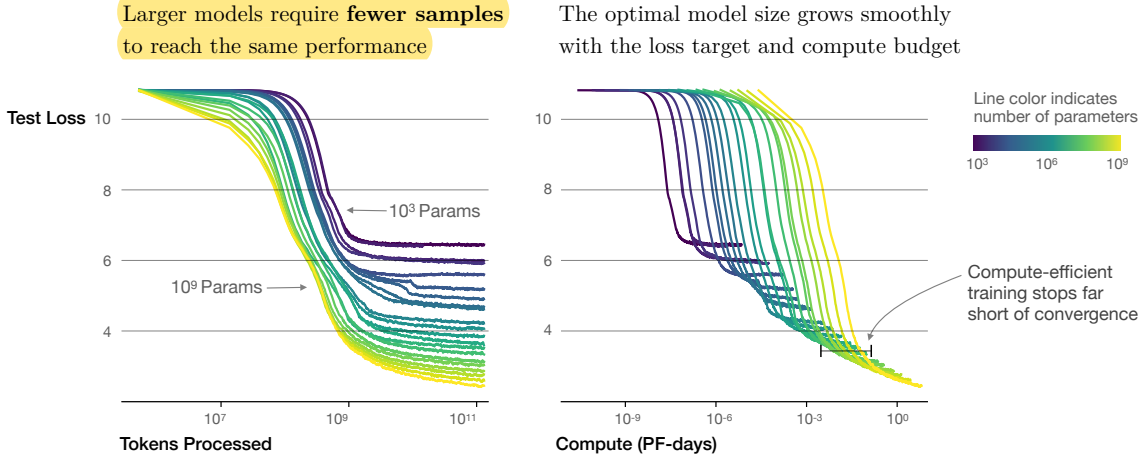 Larger models require fewer samples
to reach the same performance
The optimal model size grows smoothly
with the loss target and compute budget
Test Loss
10
8
6
4
10³ Params
10⁹ Params
10⁷
10⁹
10¹¹
Tokens Processed
10
8
6
4
10⁻⁹
10⁻⁶
10⁻³
10⁰
Compute (PF-days)
Line color indicates
number of parameters
10³
10⁶
10⁹
Compute-efficient
training stops far
short of convergence